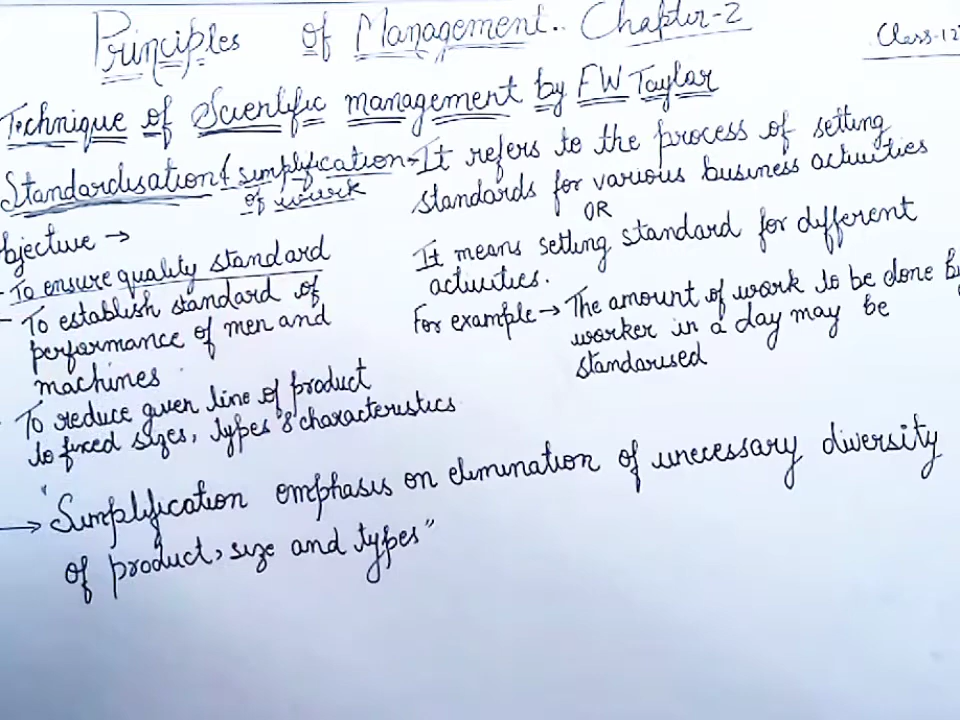 Principles of Management.. Chapter-2
Class-12
Technique of Scientific management by FW Taylar
Standardisation & simplification of work
- It refers to the process of setting
standards for various business activities
OR
It means setting standard for different
activities.
For example → The amount of work to be done by
worker in a day may be
standarused
bjective →
- To ensure quality standard
- To establish standard of
performance of men and
machines
To reduce given line of product
to fixed sizes, types & characteristics
→ "Simplification emphasis on elimination of unecessary diversity
of product, size and types"